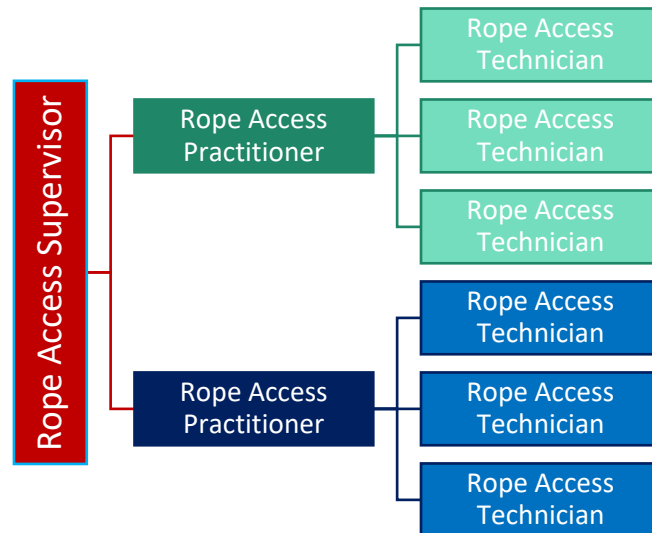 Rope Access Supervisor
Rope Access
Practitioner
Rope Access
Technician
Rope Access
Technician
Rope Access
Technician
Rope Access
Practitioner
Rope Access
Technician
Rope Access
Technician
Rope Access
Technician